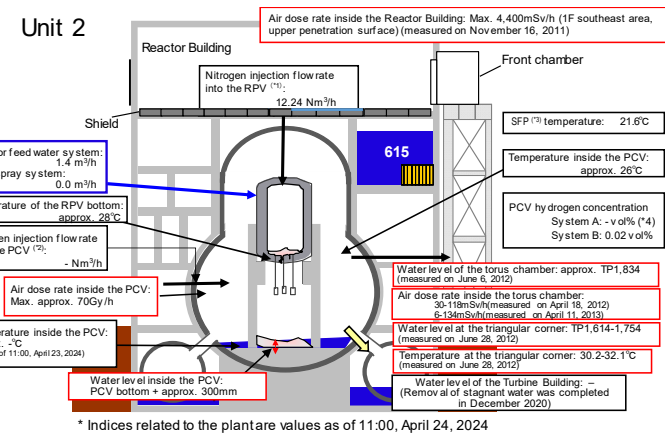 Unit 2
Air dose rate inside the Reactor Building: Max. 4,400mSv/h (1F southeast area,
upper penetration surface) (measured on November 16, 2011)
Reactor Building
Front chamber
Nitrogen injection flow rate
into the RPV (*1):
12.24 Nm³/h
Shield
SFP (*3) temperature: 21.6℃
615
feed water system:
1.4 m³/h
system:
0.0 m³/h
Temperature inside the PCV:
approx. 26℃
of the RPV bottom:
approx. 28℃
PCV hydrogen concentration
System A: - vol% (*4)
System B: 0.02 vol%
injection flow rate
PCV (*2):
- Nm³/h
Water level of the torus chamber: approx. TP1,834
(measured on June 6, 2012)
Air dose rate inside the PCV:
Max. approx. 70Gy/h
Air dose rate inside the torus chamber:
30-118mSv/h(measured on April 18, 2012)
6-134mSv/h(measured on April 11, 2013)
inside the PCV:
-℃
of 11:00, April 23, 2024)
Water level at the triangular corner: TP1,614-1,754
(measured on June 28, 2012)
Temperature at the triangular corner: 30.2-32.1℃
(measured on June 28, 2012)
Water level inside the PCV:
PCV bottom + approx. 300mm
Water level of the Turbine Building: –
(Removal of stagnant water was completed
in December 2020)
* Indices related to the plant are values as of 11:00, April 24, 2024